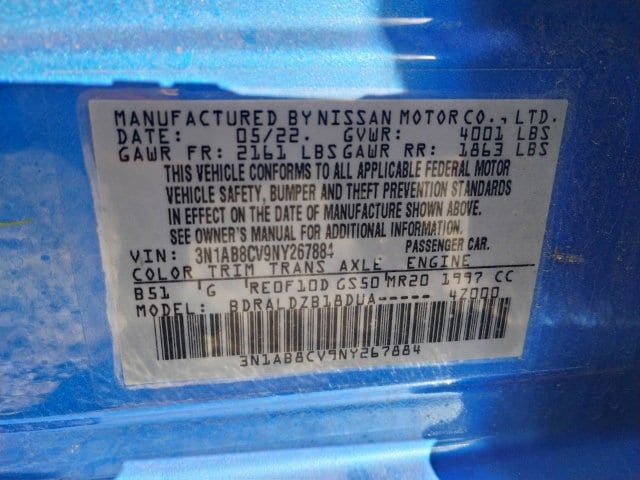 MANUFACTURED BY NISSAN MOTOR CO., LTD.
DATE: 05/22. GVWR: 4001 LBS
GAWR FR: 2161 LBS GAWR RR: 1863 LBS
THIS VEHICLE CONFORMS TO ALL APPLICABLE FEDERAL MOTOR
VEHICLE SAFETY, BUMPER AND THEFT PREVENTION STANDARDS
IN EFFECT ON THE DATE OF MANUFACTURE SHOWN ABOVE.
SEE OWNER'S MANUAL FOR ADDITIONAL INFORMATION.
VIN: 3N1AB8CV9NY267884 PASSENGER CAR.
COLOR TRIM TRANS AXLE ENGINE
B51 G RE0F10D GS50 MR20 1997 CC
MODEL: BDRALDZB18DUA----- 4Z000
3N1AB8CV9NY267884